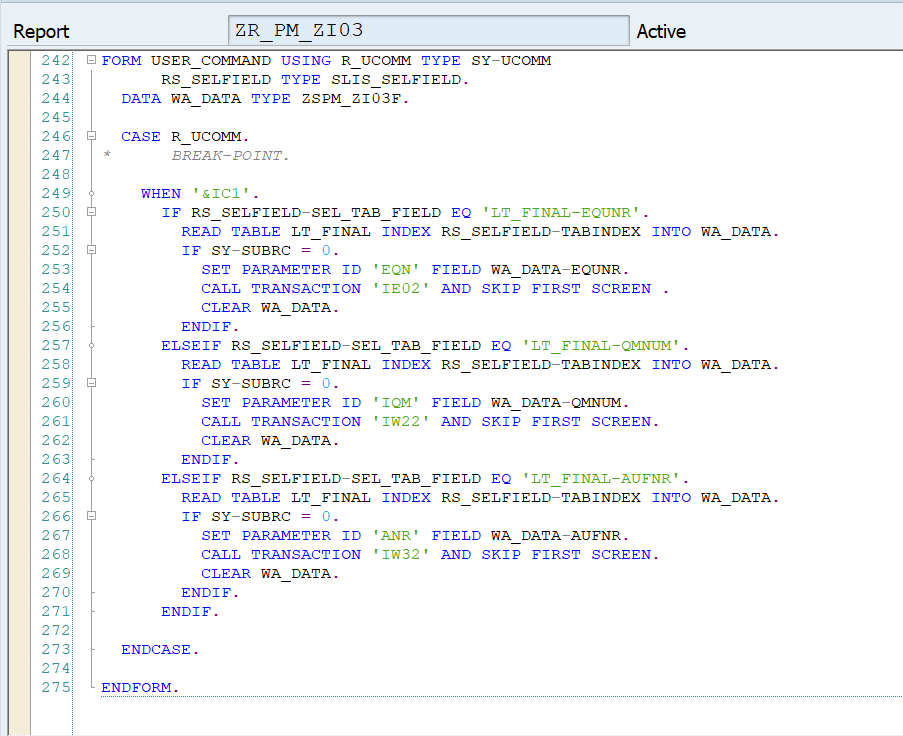 Report ZR_PM_ZI03 Active
242 FORM USER_COMMAND USING R_UCOMM TYPE SY-UCOMM
243 RS_SELFIELD TYPE SLIS_SELFIELD.
244 DATA WA_DATA TYPE ZSPM_ZI03F.
245
246 CASE R_UCOMM.
247 * BREAK-POINT.
248
249 WHEN '&IC1'.
250 IF RS_SELFIELD-SEL_TAB_FIELD EQ 'LT_FINAL-EQUNR'.
251 READ TABLE LT_FINAL INDEX RS_SELFIELD-TABINDEX INTO WA_DATA.
252 IF SY-SUBRC = 0.
253 SET PARAMETER ID 'EQN' FIELD WA_DATA-EQUNR.
254 CALL TRANSACTION 'IE02' AND SKIP FIRST SCREEN .
255 CLEAR WA_DATA.
256 ENDIF.
257 ELSEIF RS_SELFIELD-SEL_TAB_FIELD EQ 'LT_FINAL-QMNUM'.
258 READ TABLE LT_FINAL INDEX RS_SELFIELD-TABINDEX INTO WA_DATA.
259 IF SY-SUBRC = 0.
260 SET PARAMETER ID 'IQM' FIELD WA_DATA-QMNUM.
261 CALL TRANSACTION 'IW22' AND SKIP FIRST SCREEN.
262 CLEAR WA_DATA.
263 ENDIF.
264 ELSEIF RS_SELFIELD-SEL_TAB_FIELD EQ 'LT_FINAL-AUFNR'.
265 READ TABLE LT_FINAL INDEX RS_SELFIELD-TABINDEX INTO WA_DATA.
266 IF SY-SUBRC = 0.
267 SET PARAMETER ID 'ANR' FIELD WA_DATA-AUFNR.
268 CALL TRANSACTION 'IW32' AND SKIP FIRST SCREEN.
269 CLEAR WA_DATA.
270 ENDIF.
271 ENDIF.
272
273 ENDCASE.
274
275 ENDFORM.